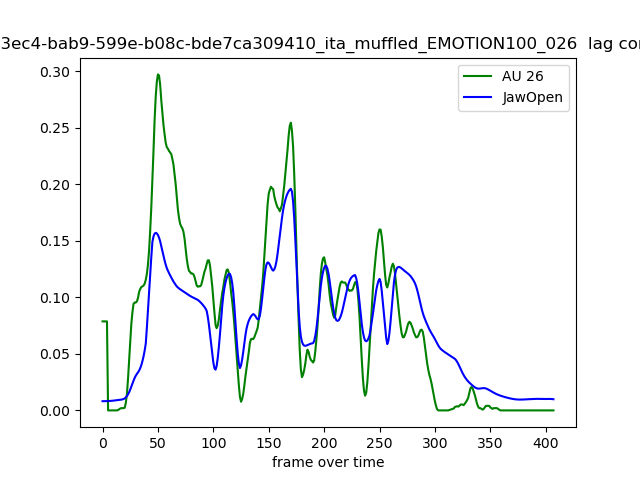 3ec4-bab9-599e-b08c-bde7ca309410_ita_muffled_EMOTION100_026 lag cor
AU 26
JawOpen
0.30
0.25
0.20
0.15
0.10
0.05
0.00
0 50 100 150 200 250 300 350 400
frame over time